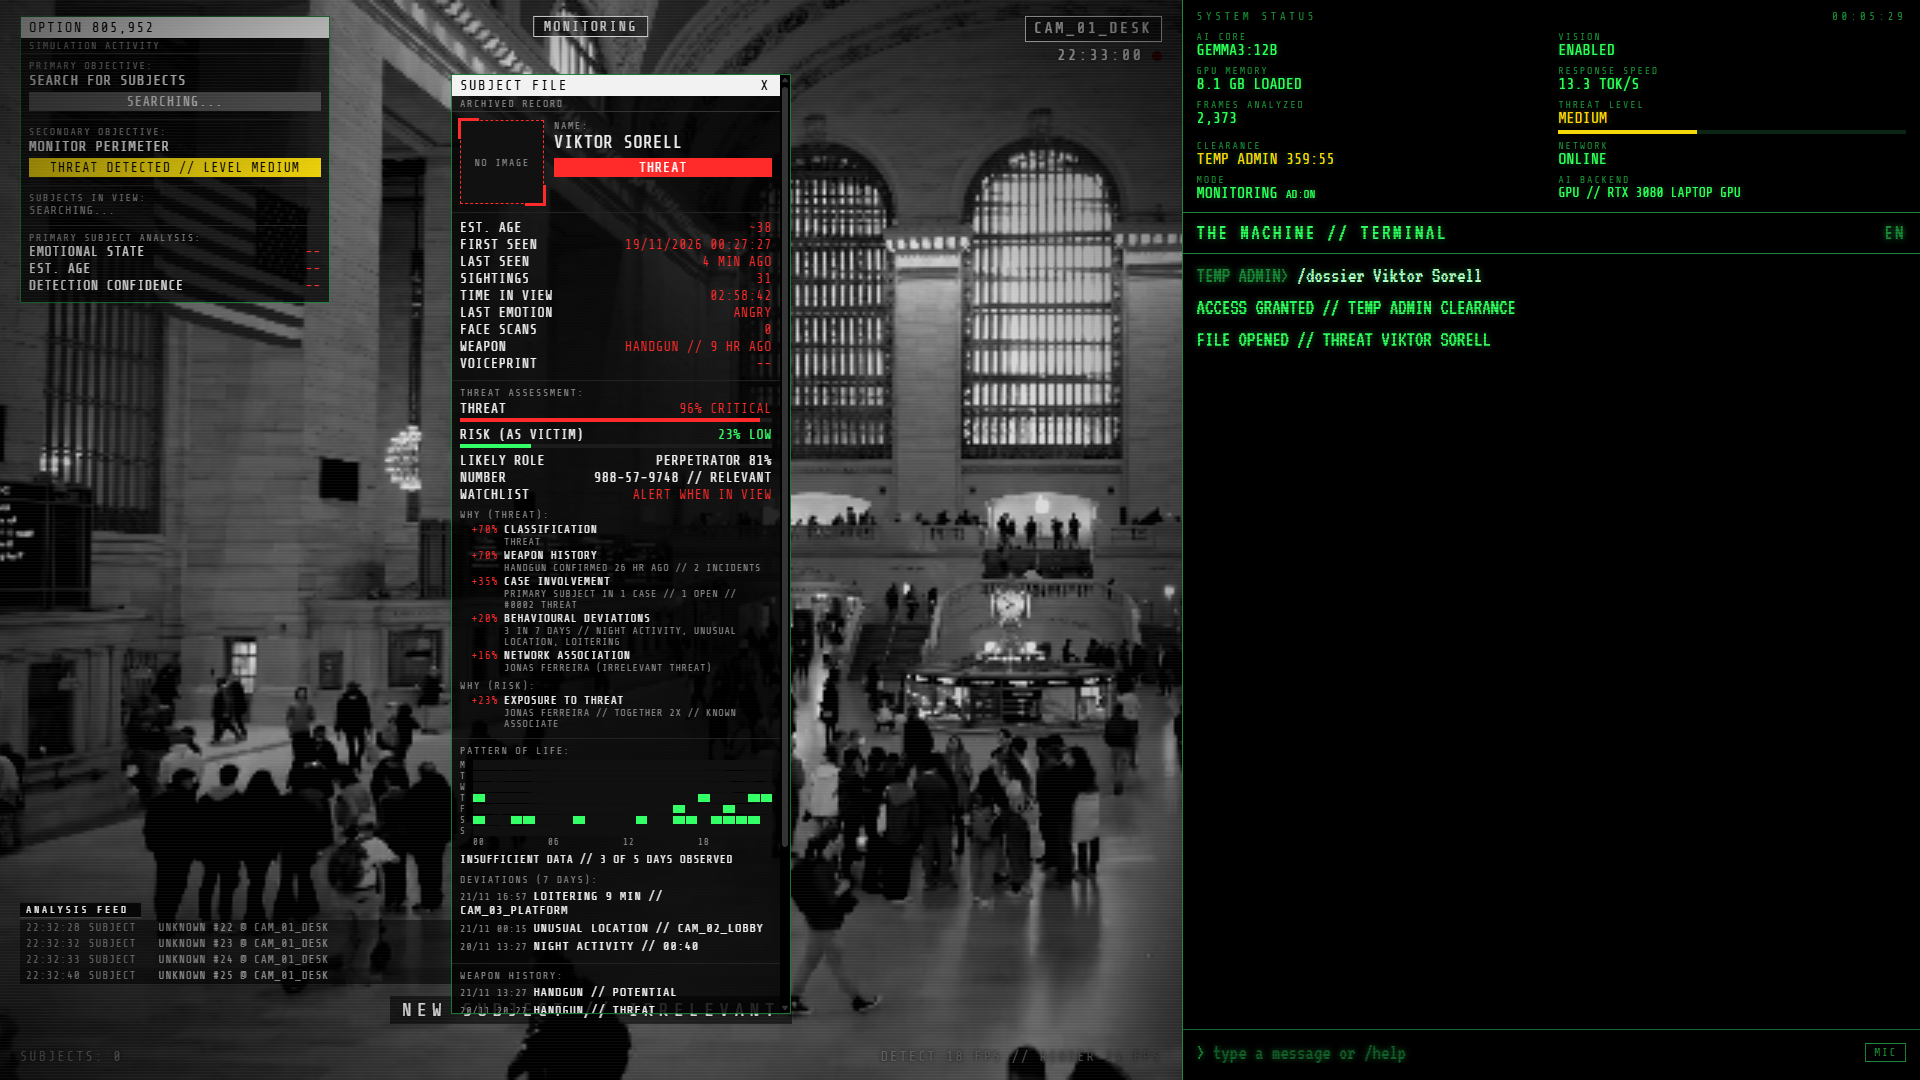 OPTION 805,952
SIMULATION ACTIVITY
PRIMARY OBJECTIVE:
SEARCH FOR SUBJECTS
SEARCHING...
SECONDARY OBJECTIVE:
MONITOR PERIMETER
THREAT DETECTED // LEVEL MEDIUM
SUBJECTS IN VIEW:
SEARCHING...
PRIMARY SUBJECT ANALYSIS:
EMOTIONAL STATE --
EST. AGE --
DETECTION CONFIDENCE --
MONITORING
CAM_01_DESK
22:33:00
SUBJECT FILE X
ARCHIVED RECORD
NO IMAGE
NAME:
VIKTOR SORELL
THREAT
EST. AGE ~38
FIRST SEEN 19/11/2026 00:27:27
LAST SEEN 4 MIN AGO
SIGHTINGS 31
TIME IN VIEW 02:58:42
LAST EMOTION ANGRY
FACE SCANS 0
WEAPON HANDGUN // 9 HR AGO
VOICEPRINT --
THREAT ASSESSMENT:
THREAT 96% CRITICAL
RISK (AS VICTIM) 23% LOW
LIKELY ROLE PERPETRATOR 81%
NUMBER 988-57-9748 // RELEVANT
WATCHLIST ALERT WHEN IN VIEW
WHY (THREAT):
+70% CLASSIFICATION
THREAT
+70% WEAPON HISTORY
HANDGUN CONFIRMED 26 HR AGO // 2 INCIDENTS
+35% CASE INVOLVEMENT
PRIMARY SUBJECT IN 1 CASE // 1 OPEN //
#0002 THREAT
+20% BEHAVIOURAL DEVIATIONS
3 IN 7 DAYS // NIGHT ACTIVITY, UNUSUAL
LOCATION, LOITERING
+16% NETWORK ASSOCIATION
JONAS FERREIRA (IRRELEVANT THREAT)
WHY (RISK):
+23% EXPOSURE TO THREAT
JONAS FERREIRA // TOGETHER 2X // KNOWN
ASSOCIATE
PATTERN OF LIFE:
M
T
W
T
F
S
S
00 06 12 18
INSUFFICIENT DATA // 3 OF 5 DAYS OBSERVED
DEVIATIONS (7 DAYS):
21/11 16:57 LOITERING 9 MIN //
CAM_03_PLATFORM
21/11 00:15 UNUSUAL LOCATION // CAM_02_LOBBY
20/11 13:27 NIGHT ACTIVITY // 00:40
WEAPON HISTORY:
21/11 13:27 HANDGUN // POTENTIAL
20/11 20:27 HANDGUN // THREAT
NEW SUBJECT // IRRELEVANT
ANALYSIS FEED
22:32:28 SUBJECT UNKNOWN #22 @ CAM_01_DESK
22:32:32 SUBJECT UNKNOWN #23 @ CAM_01_DESK
22:32:33 SUBJECT UNKNOWN #24 @ CAM_01_DESK
22:32:40 SUBJECT UNKNOWN #25 @ CAM_01_DESK
SUBJECTS: 0
DETECT 18 FPS //
SYSTEM STATUS 00:05:29
AI CORE
GEMMA3:12B
VISION
ENABLED
GPU MEMORY
8.1 GB LOADED
RESPONSE SPEED
13.3 TOK/S
FRAMES ANALYZED
2,373
THREAT LEVEL
MEDIUM
CLEARANCE
TEMP ADMIN 359:55
NETWORK
ONLINE
MODE
MONITORING AD:ON
AI BACKEND
GPU // RTX 3080 LAPTOP GPU
THE MACHINE // TERMINAL EN
TEMP ADMIN> /dossier Viktor Sorell
ACCESS GRANTED // TEMP ADMIN CLEARANCE
FILE OPENED // THREAT VIKTOR SORELL
> type a message or /help MIC